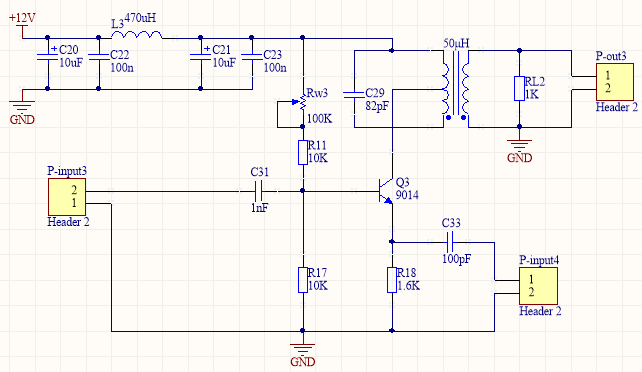 +12V
L3 470uH
C20
10uF
C22
100n
C21
10uF
C23
100n
GND
Rw3
100K
C29
82pF
50μH
RL2
1K
P-out3
1
2
Header 2
GND
R11
10K
P-input3
2
1
Header 2
C31
1nF
Q3
9014
C33
100pF
R17
10K
R18
1.6K
P-input4
1
2
Header 2
GND